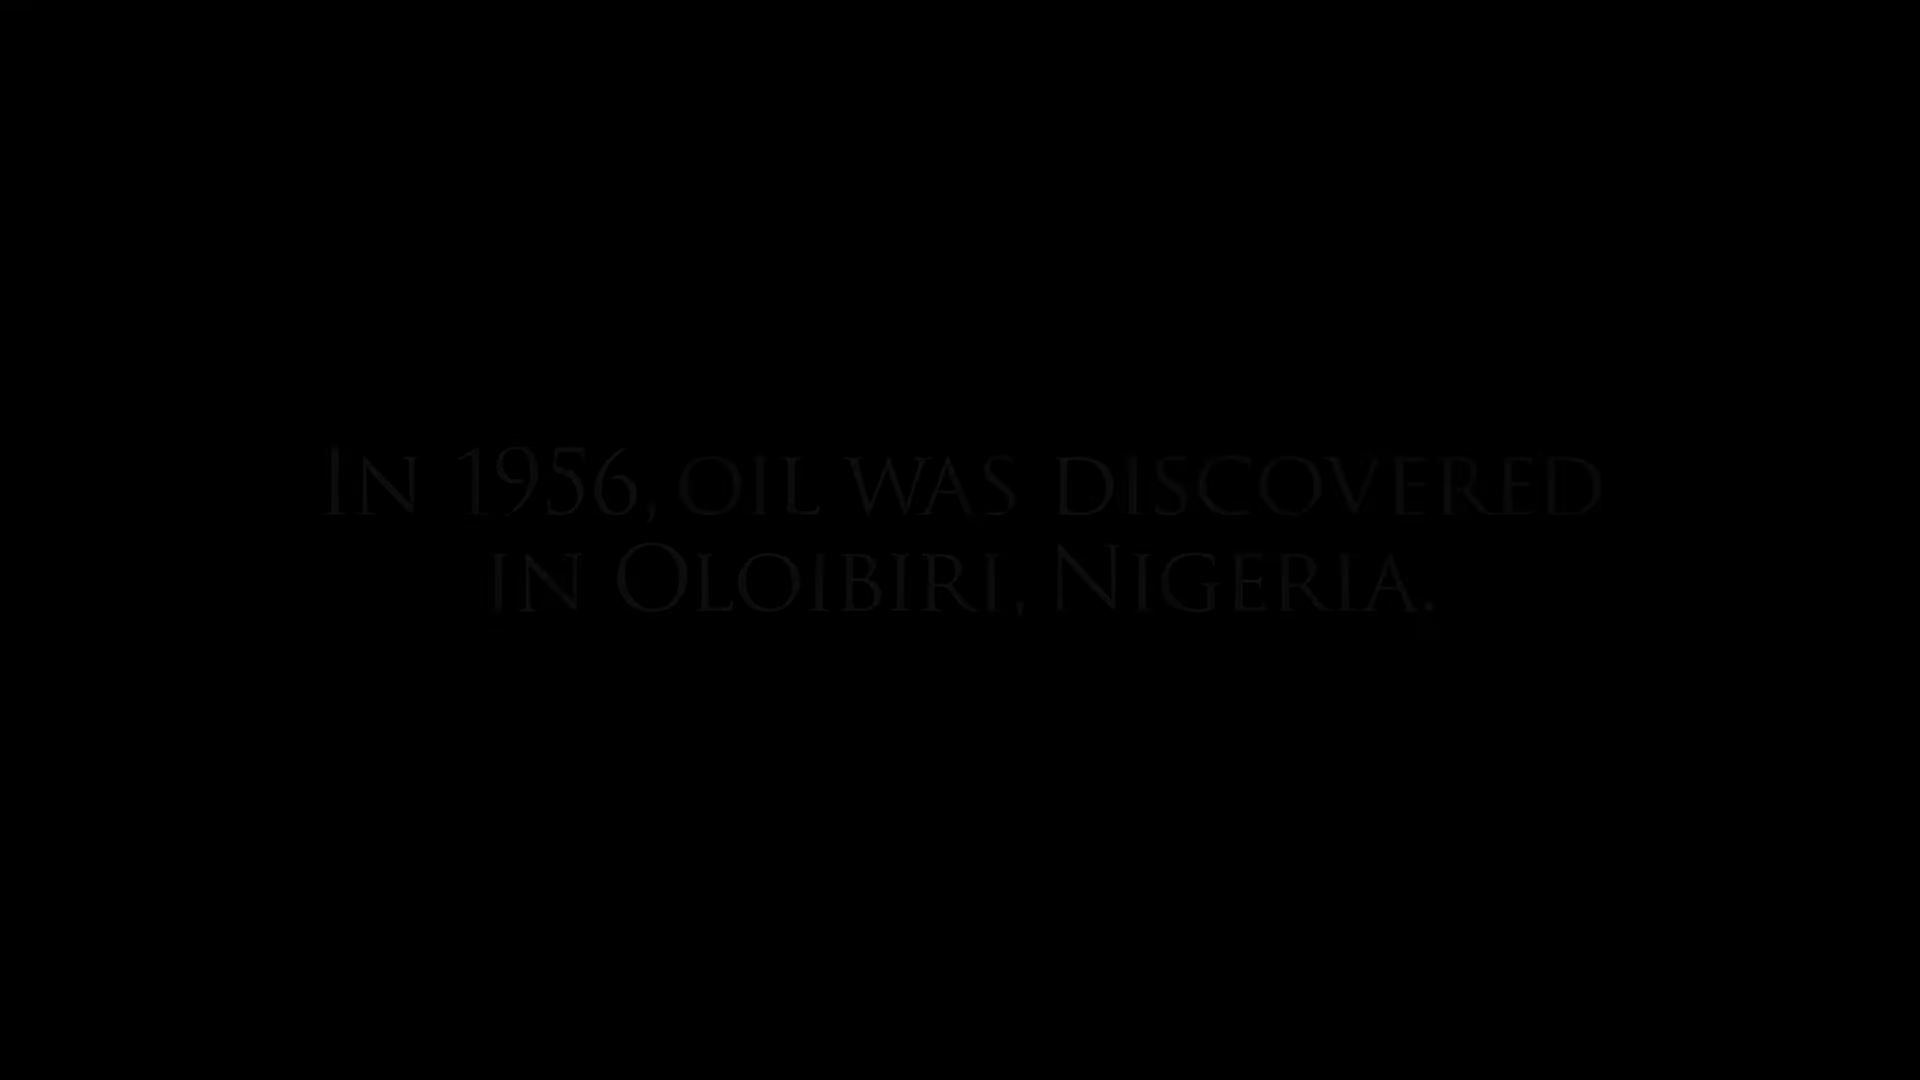 In 1956, oil was discovered
in Oloibiri, Nigeria.